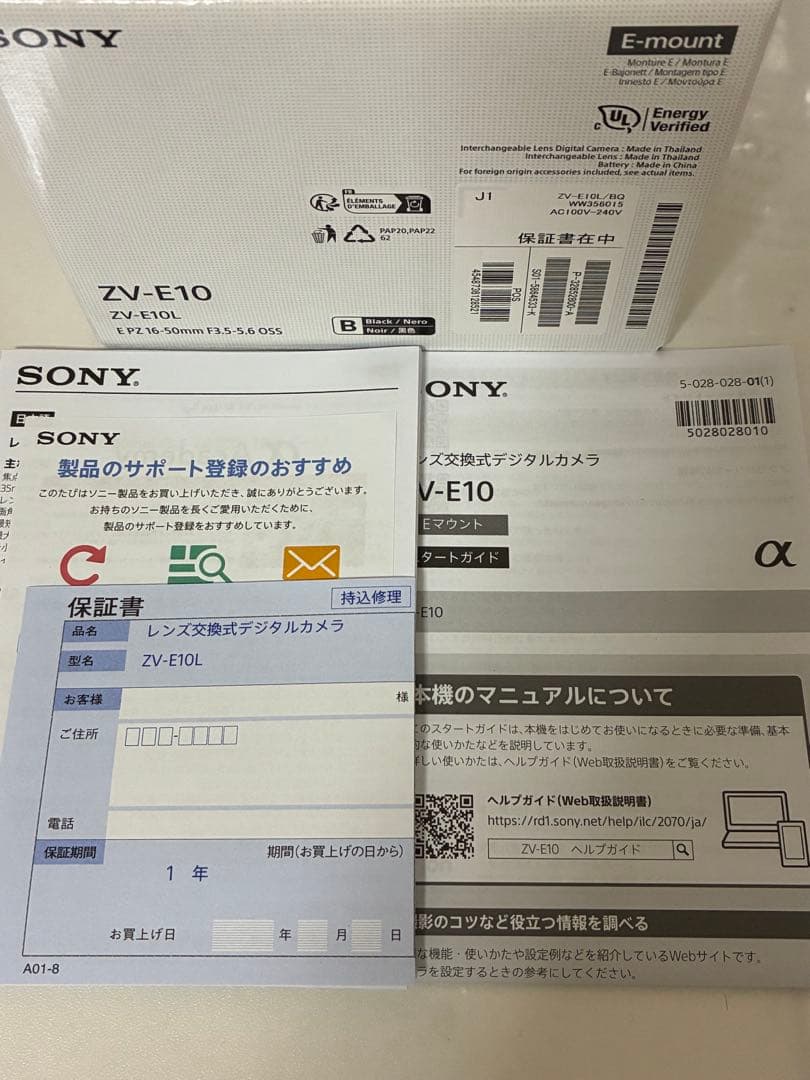 SONY
E-mount
Monture E / Montura E
E-Bajonett / Montagem tipo E
Innesto E / Μοντούρα E
c UL Energy Verified
Interchangeable Lens Digital Camera : Made in Thailand
Interchangeable Lens : Made in Thailand
Battery : Made in China
For foreign origin accessories included, see actual items.
J1
ZV-E10L/BQ
WW356015
AC100V-240V
保証書在中
FR
ÉLÉMENTS
D'EMBALLAGE
PAP20,PAP22
62
POS
ZV-E10
ZV-E10L
E PZ 16-50mm F3.5-5.6 OSS
B Black / Nero
Noir / 黒色
SONY
SONY
製品のサポート登録のおすすめ
このたびはソニー製品をお買い上げいただき、誠にありがとうございます。
お持ちのソニー製品を長くご愛用いただくために、
製品のサポート登録をおすすめしています。
保証書
持込修理
品名 レンズ交換式デジタルカメラ
型名 ZV-E10L
お客様 様
ご住所
電話
保証期間 期間(お買上げの日から)
1 年
お買上げ日 年 月 日
A01-8
ONY
5-028-028-01(1)
5028028010
ンズ交換式デジタルカメラ
V-E10
Eマウント
タートガイド
α
-E10
本機のマニュアルについて
このスタートガイドは、本機をはじめてお使いになるときに必要な準備、基本
的な使いかたなどを説明しています。
詳しい使いかたは、ヘルプガイド(Web取扱説明書)をご覧ください。
ヘルプガイド(Web取扱説明書)
https://rd1.sony.net/help/ilc/2070/ja/
ZV-E10 ヘルプガイド
影のコツなど役立つ情報を調べる
な機能・使いかたや設定例などを紹介しているWebサイトです。
ラを設定するときの参考にしてください。